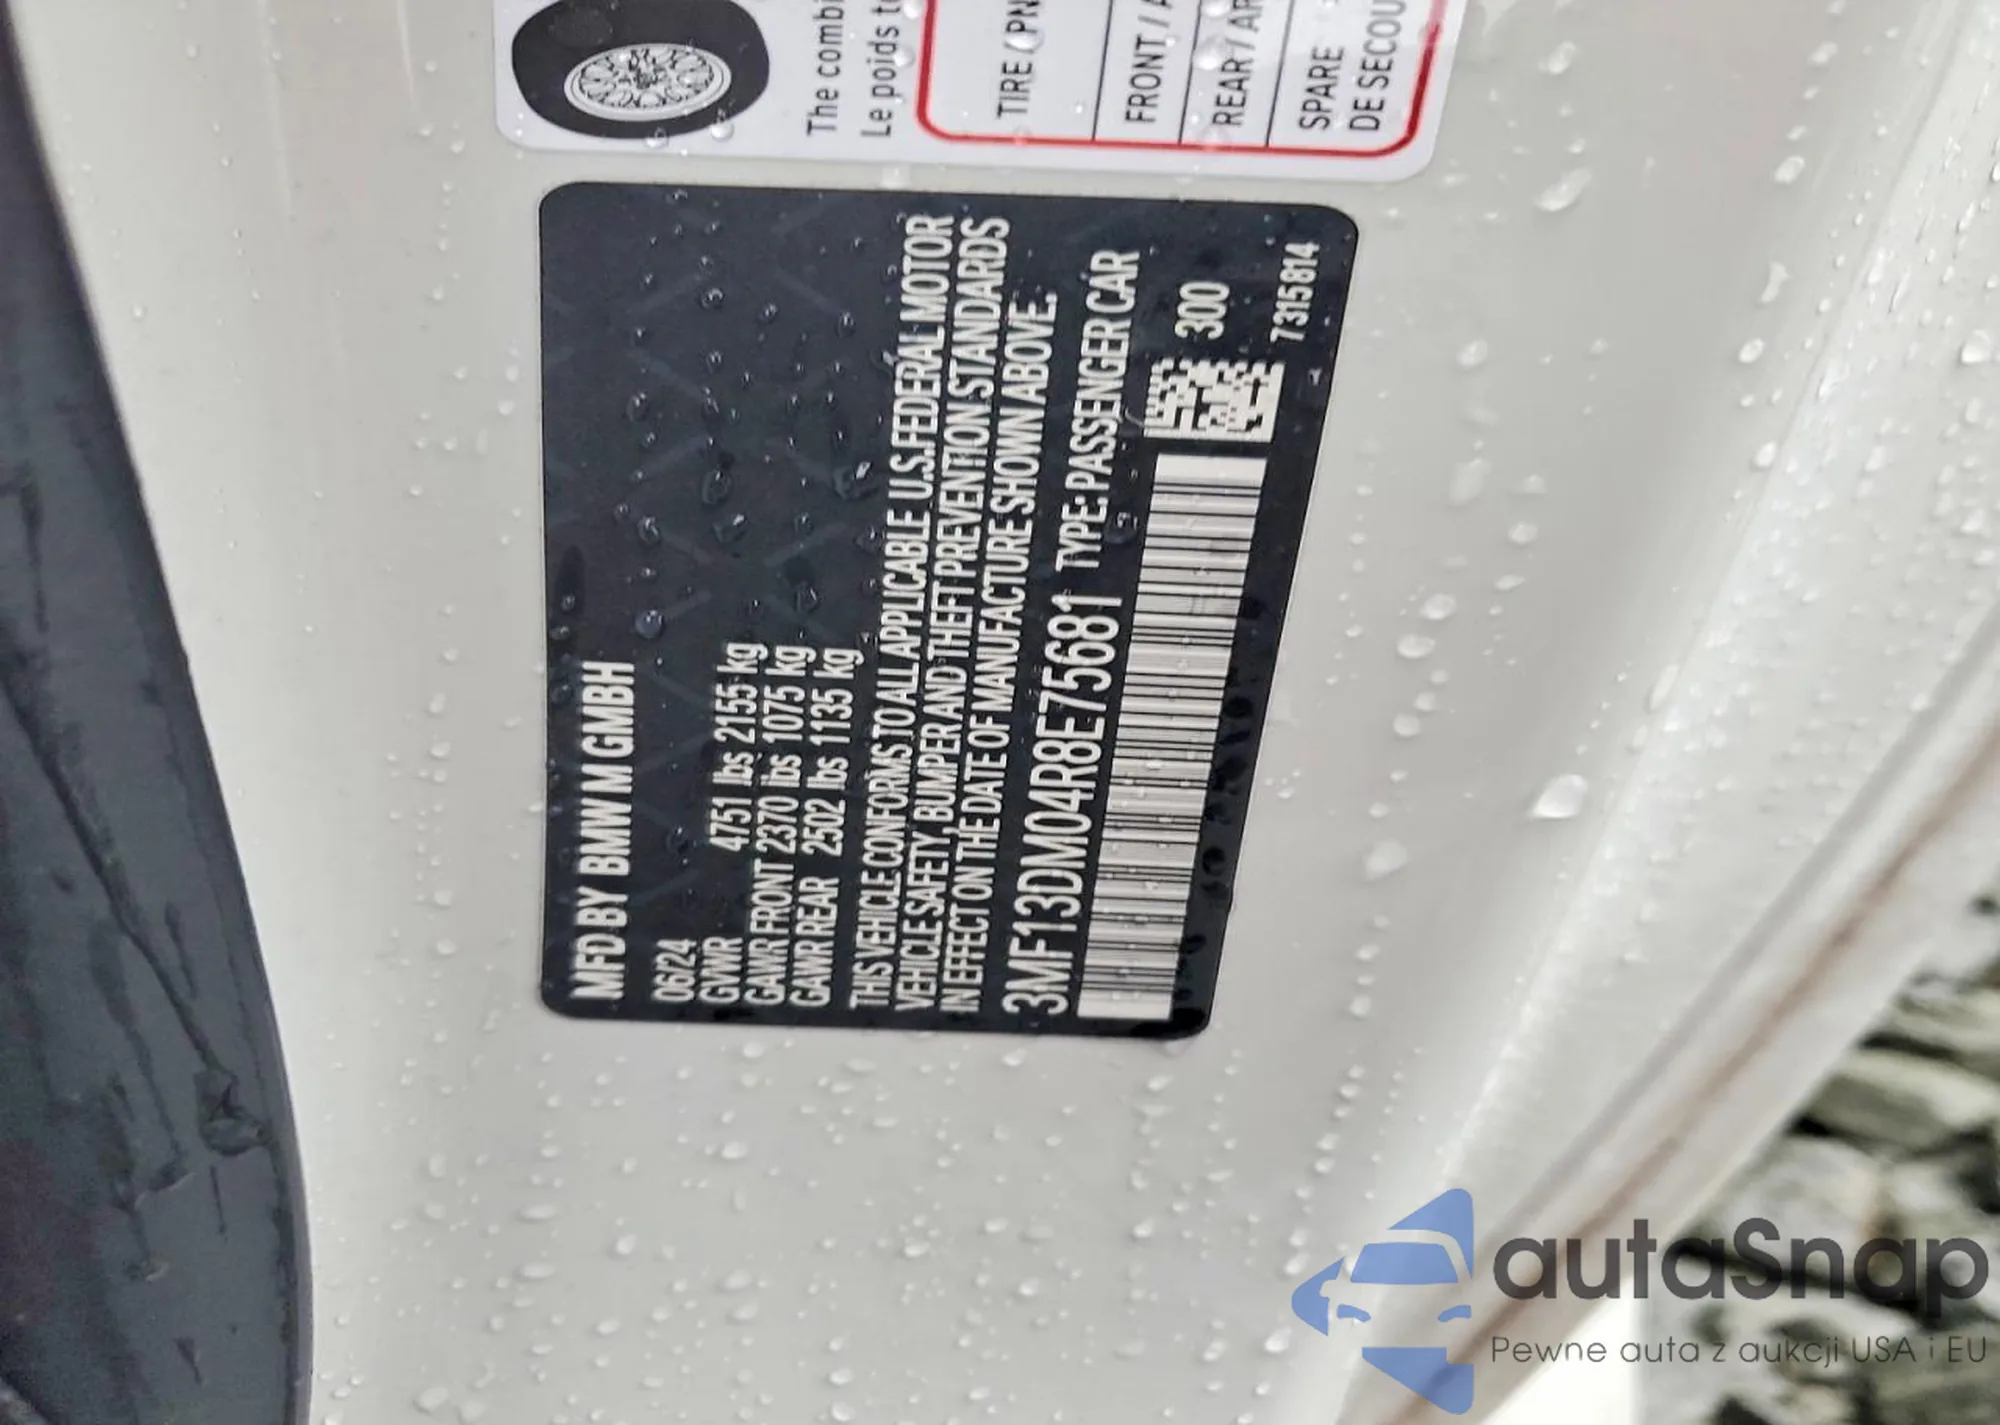 The combi
Le poids t
TIRE / PN
FRONT / A
REAR / AR
SPARE
DE SECOU
MFD BY BMW M GMBH
06/24
GVWR 4751 lbs 2155 kg
GAWR FRONT 2370 lbs 1075 kg
GAWR REAR 2502 lbs 1135 kg
THIS VEHICLE CONFORMS TO ALL APPLICABLE U.S. FEDERAL MOTOR
VEHICLE SAFETY, BUMPER AND THEFT PREVENTION STANDARDS
IN EFFECT ON THE DATE OF MANUFACTURE SHOWN ABOVE.
3MF13DM04R8E75681 TYPE: PASSENGER CAR
300
7315814
autaSnap
Pewne auta z aukcji USA i EU